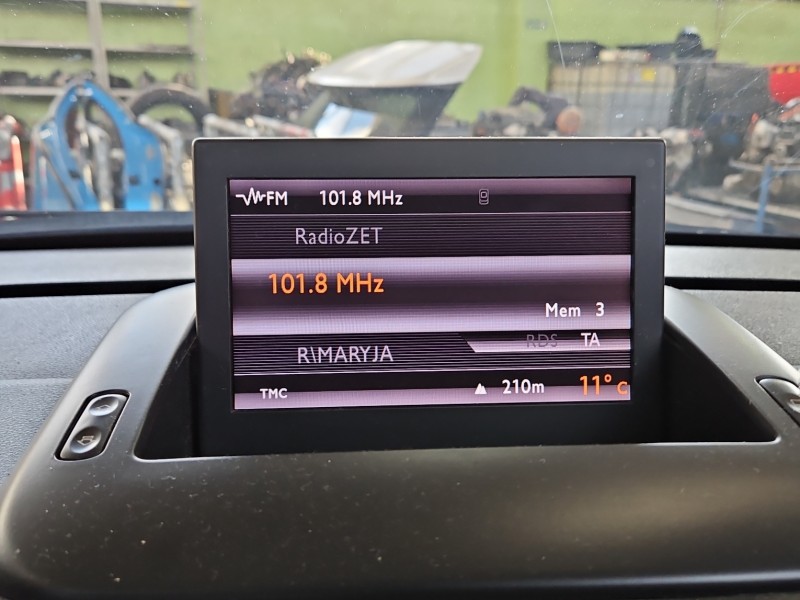 FM 101.8 MHz
RadioZET
101.8 MHz
Mem 3
R\MARYJA
RDS TA
TMC 210m 11°C